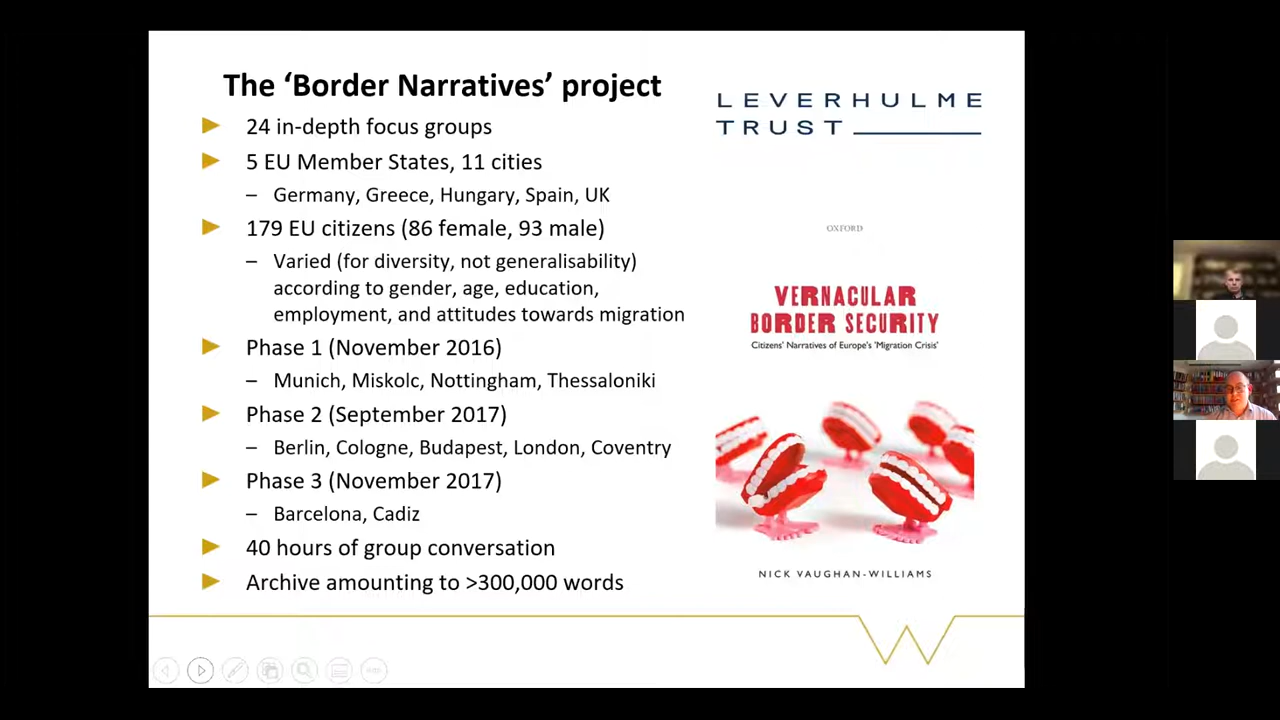 The ‘Border Narratives’ project
24 in-depth focus groups
5 EU Member States, 11 cities
– Germany, Greece, Hungary, Spain, UK
179 EU citizens (86 female, 93 male)
– Varied (for diversity, not generalisability)
according to gender, age, education,
employment, and attitudes towards migration
Phase 1 (November 2016)
– Munich, Miskolc, Nottingham, Thessaloniki
Phase 2 (September 2017)
– Berlin, Cologne, Budapest, London, Coventry
Phase 3 (November 2017)
– Barcelona, Cadiz
40 hours of group conversation
Archive amounting to >300,000 words
LEVERHULME
TRUST
OXFORD
VERNACULAR
BORDER SECURITY
Citizens' Narratives of Europe's 'Migration Crisis'
NICK VAUGHAN-WILLIAMS